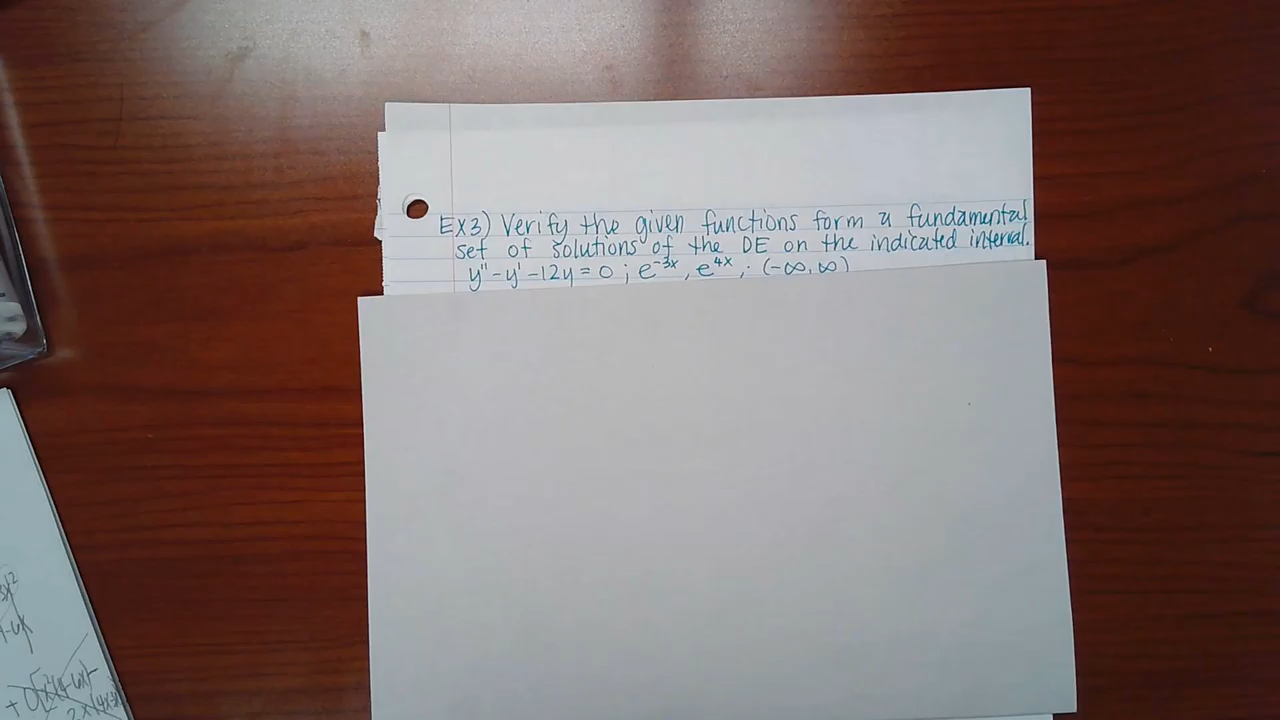 EX3) Verify the given functions form a fundamental
set of solutions of the DE on the indicated interval.
y'' - y' - 12y = 0 ; e^-3x, e^4x, (-∞, ∞)